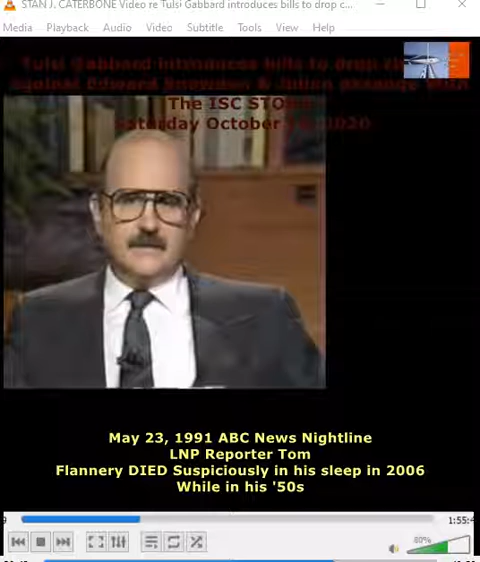 STAN J. CATERBONE Video re Tulsi Gabbard introduces bills to drop c...
Media Playback Audio Video Subtitle Tools View Help
Tulsi Gabbard introduces bills to drop
against Edward Snowden & Julian assange
The ISC
Saturday October 2020
May 23, 1991 ABC News Nightline
LNP Reporter Tom
Flannery DIED Suspiciously in his sleep in 2006
While in his '50s
1:55:4
80%